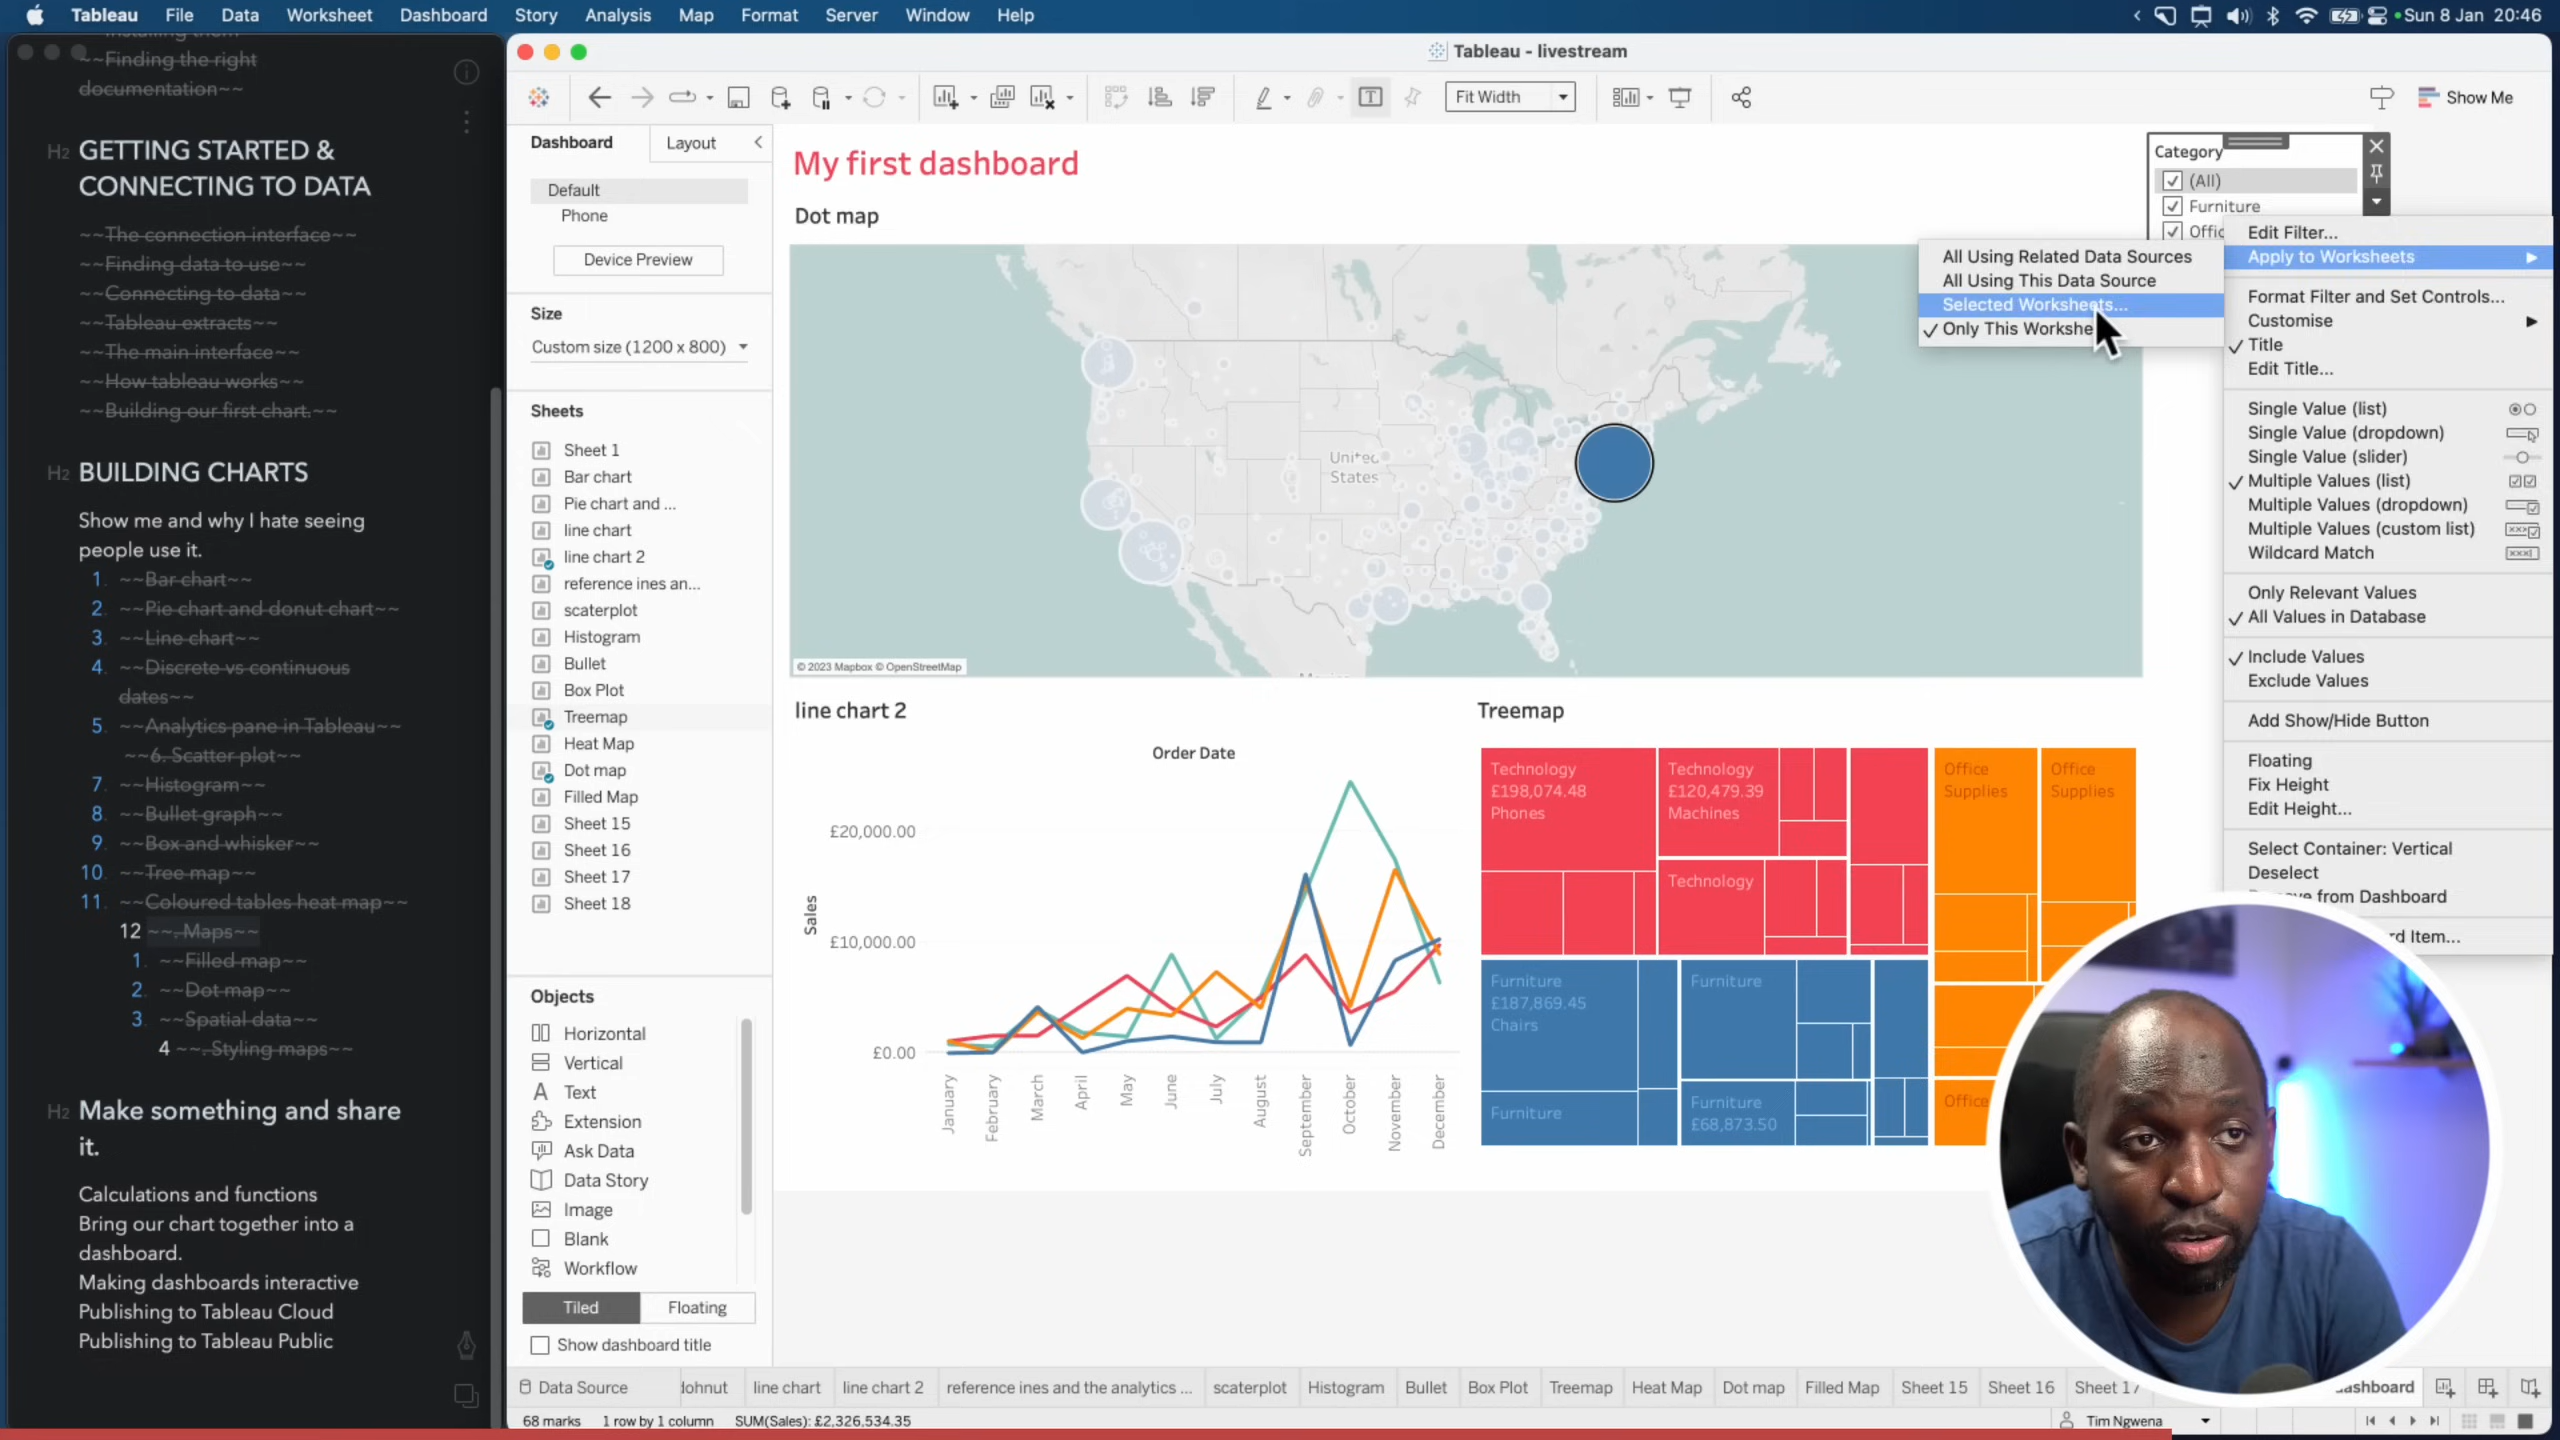 Tableau File Data Worksheet Dashboard Story Analysis Map Format Server Window Help
Sun 8 Jan 20:46
installing them
~~Finding the right
documentation~~
H2 GETTING STARTED &
CONNECTING TO DATA
~~The connection interface~~
~~Finding data to use~~
~~Connecting to data~~
~~Tableau extracts~~
~~The main interface~~
~~How tableau works~~
~~Building our first chart.~~
H2 BUILDING CHARTS
Show me and why I hate seeing
people use it.
1. ~~Bar chart~~
2. ~~Pie chart and donut chart~~
3. ~~Line chart~~
4. ~~Discrete vs continuous
dates~~
5. ~~Analytics pane in Tableau~~
~~6. Scatter plot~~
7. ~~Histogram~~
8. ~~Bullet graph~~
9. ~~Box and whisker~~
10. ~~Tree map~~
11. ~~Coloured tables heat map~~
12 ~~. Maps~~
1. ~~Filled map~~
2. ~~Dot map~~
3. ~~Spatial data~~
4 ~~. Styling maps~~
H2 Make something and share
it.
Calculations and functions
Bring our chart together into a
dashboard.
Making dashboards interactive
Publishing to Tableau Cloud
Publishing to Tableau Public
Tableau - livestream
Fit Width
Show Me
Dashboard
Layout
Default
Phone
Device Preview
Size
Custom size (1200 x 800)
Sheets
Sheet 1
Bar chart
Pie chart and ...
line chart
line chart 2
reference ines an...
scaterplot
Histogram
Bullet
Box Plot
Treemap
Heat Map
Dot map
Filled Map
Sheet 15
Sheet 16
Sheet 17
Sheet 18
Objects
Horizontal
Vertical
Text
Extension
Ask Data
Data Story
Image
Blank
Workflow
Tiled
Floating
Show dashboard title
My first dashboard
Dot map
United
States
© 2023 Mapbox © OpenStreetMap
line chart 2
Order Date
Sales
£20,000.00
£10,000.00
£0.00
January
February
March
April
May
June
July
August
September
October
November
December
Treemap
Technology
£198,074.48
Phones
Technology
£120,479.39
Machines
Technology
Office
Supplies
Office
Supplies
Furniture
£187,869.45
Chairs
Furniture
Furniture
Furniture
£68,873.50
Office
Category
(All)
Furniture
Offic
All Using Related Data Sources
All Using This Data Source
Selected Worksheets...
Only This Workshe
Edit Filter...
Apply to Worksheets
Format Filter and Set Controls...
Customise
Title
Edit Title...
Single Value (list)
Single Value (dropdown)
Single Value (slider)
Multiple Values (list)
Multiple Values (dropdown)
Multiple Values (custom list)
Wildcard Match
Only Relevant Values
All Values in Database
Include Values
Exclude Values
Add Show/Hide Button
Floating
Fix Height
Edit Height...
Select Container: Vertical
Deselect
from Dashboard
rd Item...
Data Source
dohnut
line chart
line chart 2
reference ines and the analytics ...
scaterplot
Histogram
Bullet
Box Plot
Treemap
Heat Map
Dot map
Filled Map
Sheet 15
Sheet 16
Sheet 17
ashboard
68 marks 1 row by 1 column SUM(Sales): £2,326,534.35
Tim Ngwena